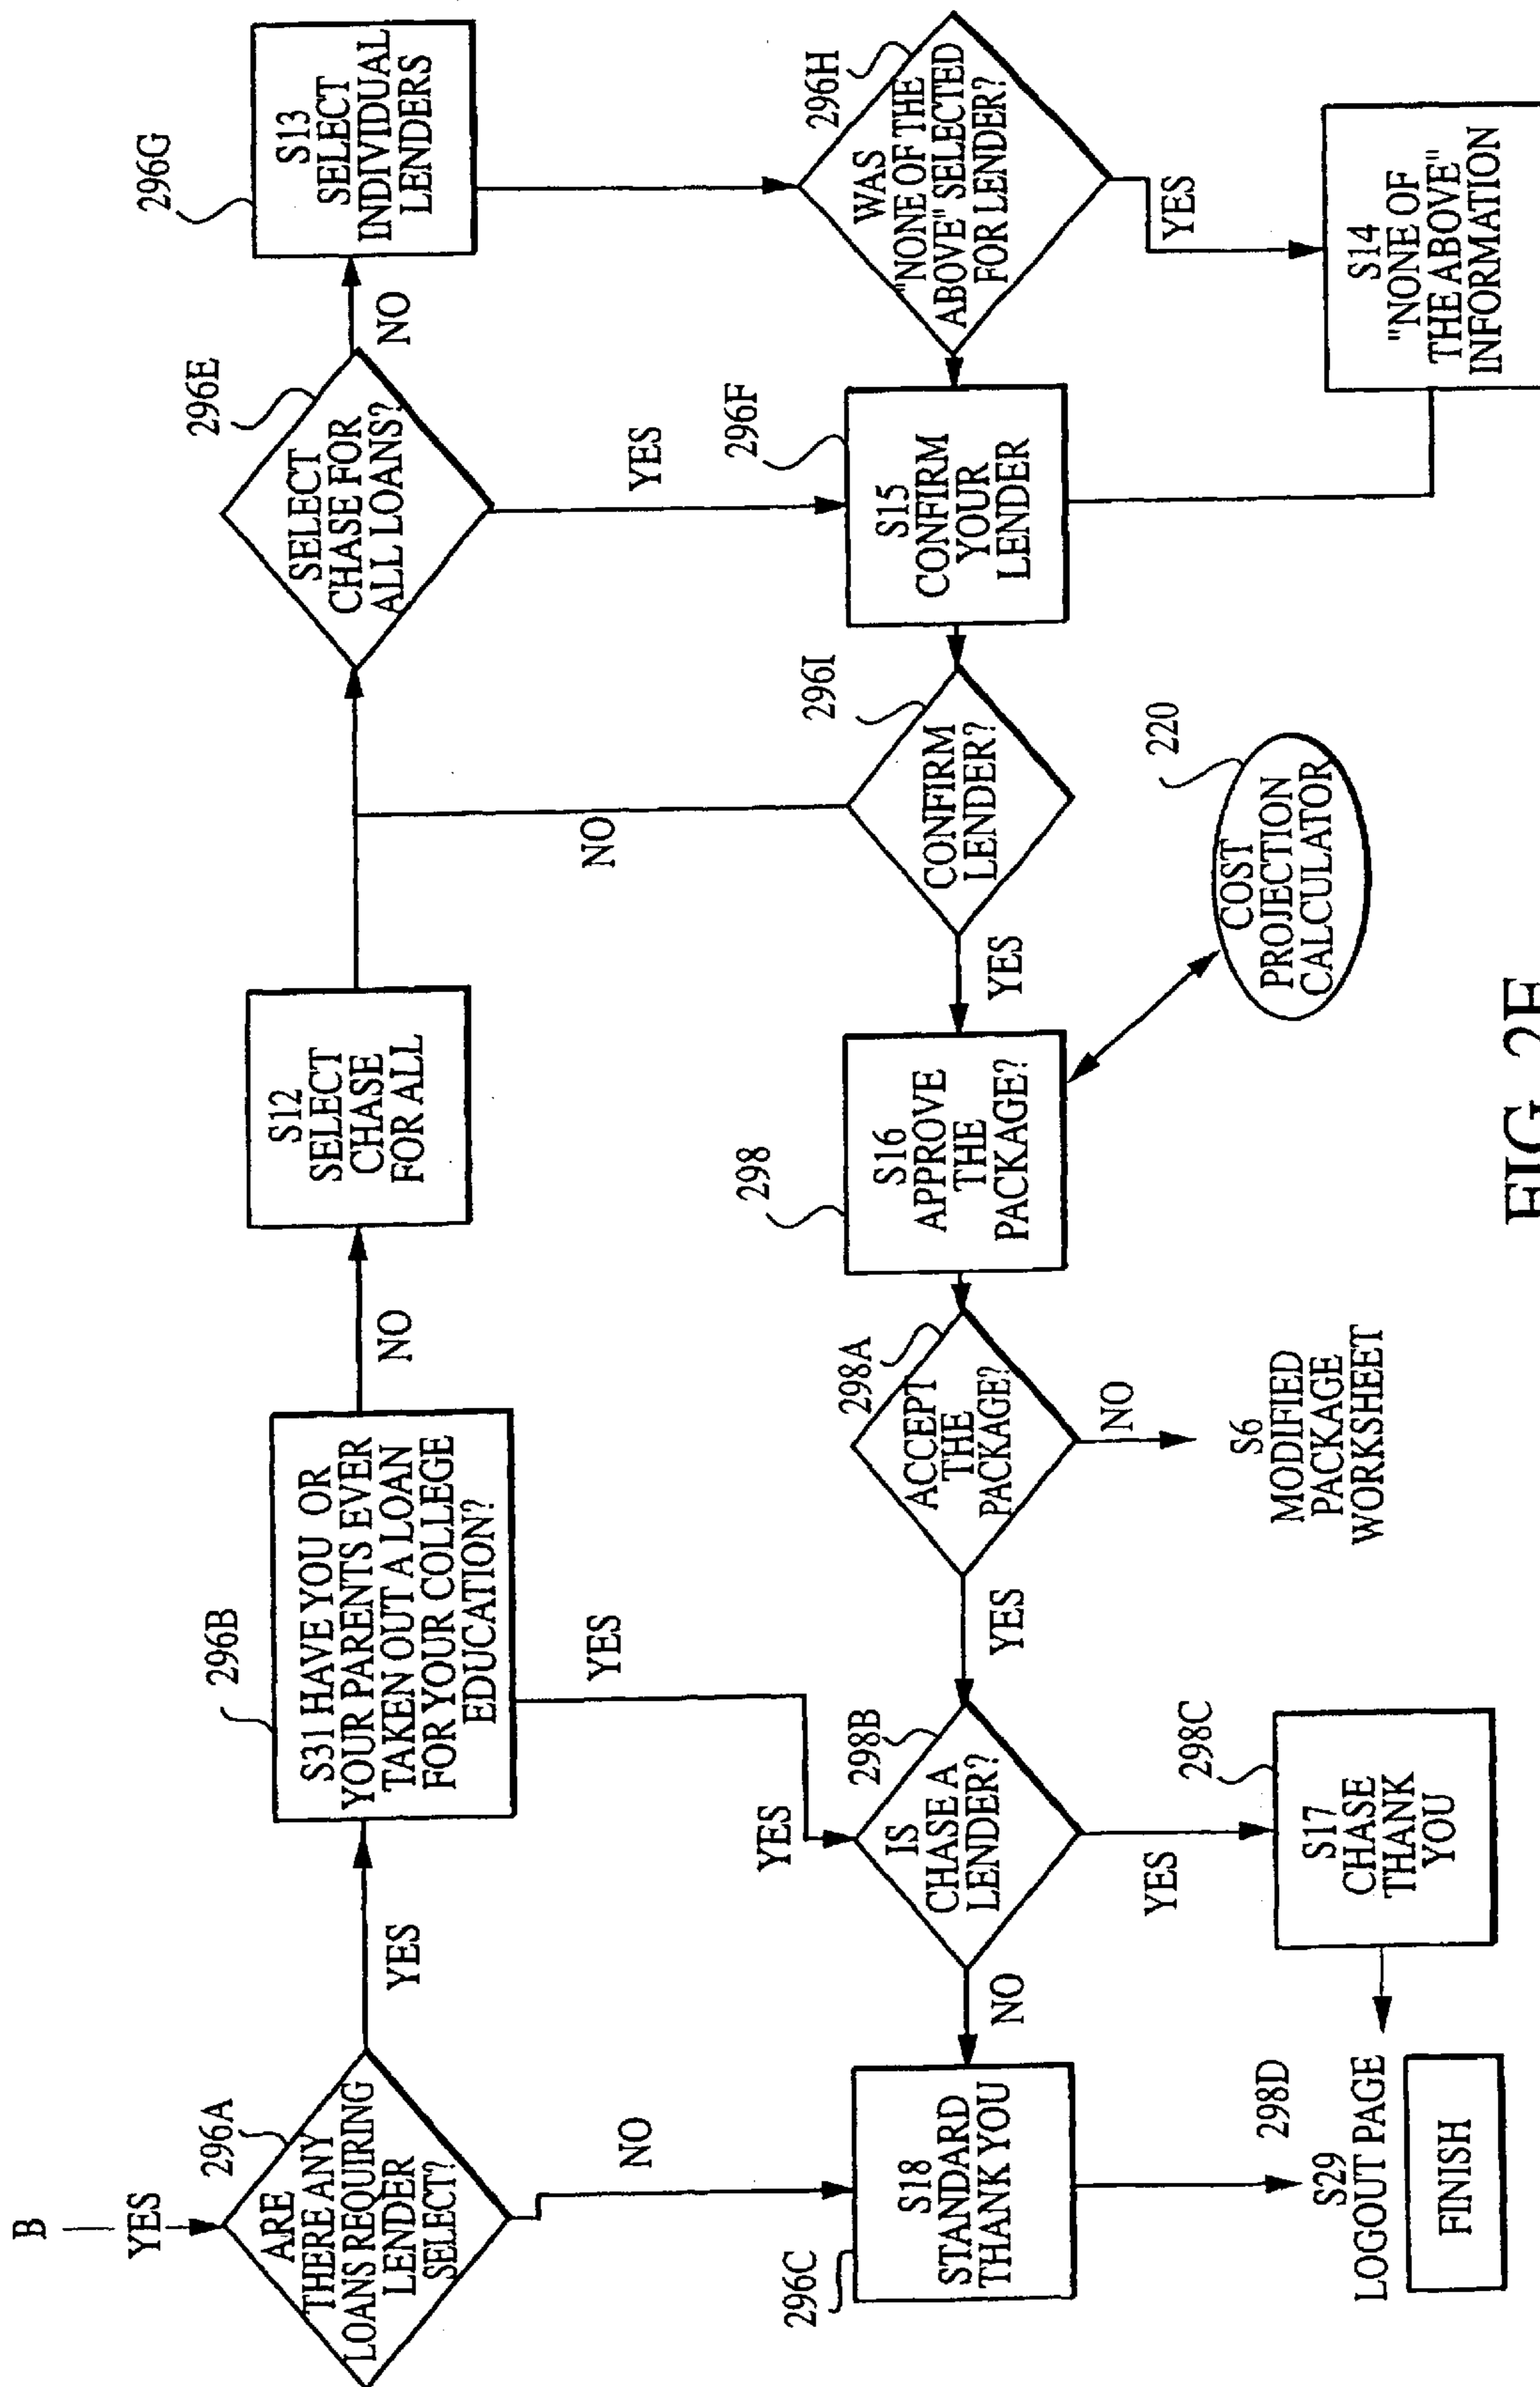 B
YES
296A
ARE
THERE ANY
LOANS REQUIRING
LENDER
SELECT?
YES
NO
296B
S31 HAVE YOU OR
YOUR PARENTS EVER
TAKEN OUT A LOAN
FOR YOUR COLLEGE
EDUCATION?
NO
YES
S12
SELECT
CHASE
FOR ALL
296E
SELECT
CHASE FOR
ALL LOANS?
NO
YES
296G
S13
SELECT
INDIVIDUAL
LENDERS
296C
S18
STANDARD
THANK YOU
NO
YES
298B
IS
CHASE A
LENDER?
YES
YES
298A
ACCEPT
THE
PACKAGE?
NO
298
S16
APPROVE
THE
PACKAGE?
YES
NO
296I
CONFIRM
LENDER?
296F
S15
CONFIRM
YOUR
LENDER
296H
WAS
"NONE OF THE
ABOVE" SELECTED
FOR LENDER?
YES
298D
S29
LOGOUT PAGE
FINISH
298C
S17
CHASE
THANK
YOU
S6
MODIFIED
PACKAGE
WORKSHEET
220
COST
PROJECTION
CALCULATOR
S14
"NONE OF
THE ABOVE"
INFORMATION